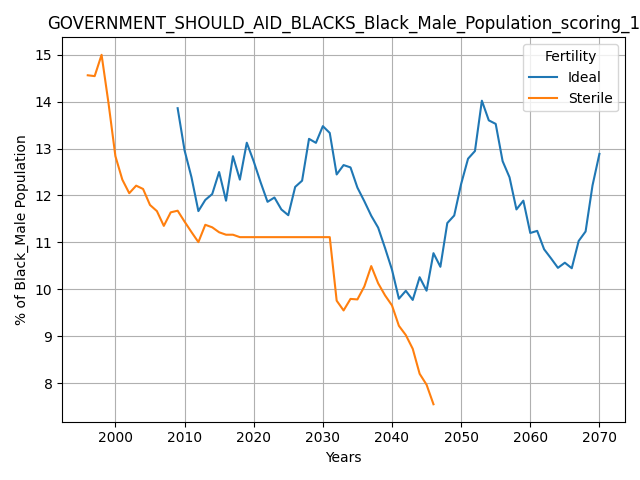 GOVERNMENT_SHOULD_AID_BLACKS_Black_Male_Population_scoring_1
Fertility
Ideal
Sterile
% of Black_Male Population
15
14
13
12
11
10
9
8
2000 2010 2020 2030 2040 2050 2060 2070
Years